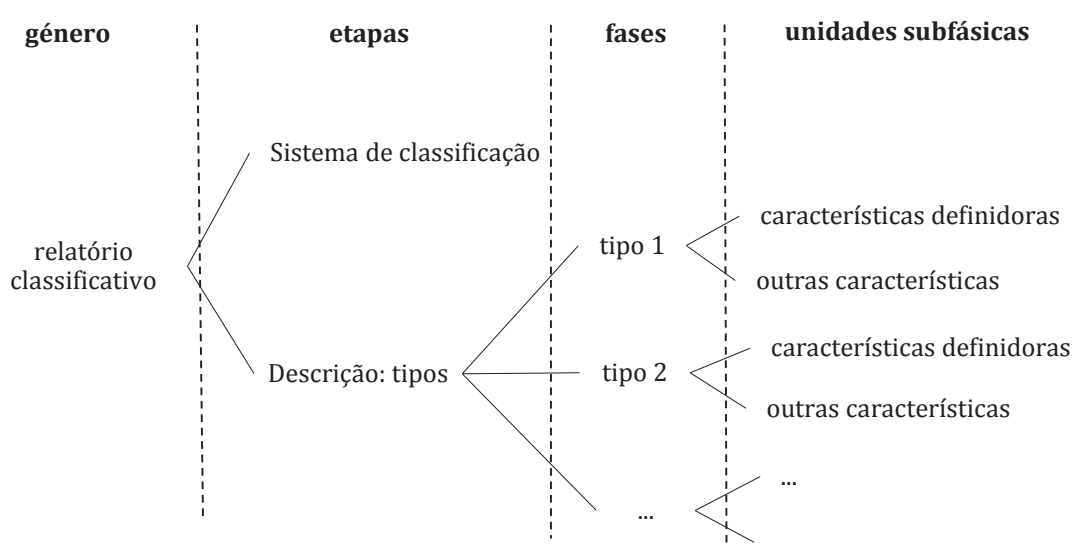 género
etapas
fases
unidades subfásicas
Sistema de classificação
relatório
classificativo
Descrição: tipos
tipo 1
características definidoras
outras características
tipo 2
características definidoras
outras características
...
...